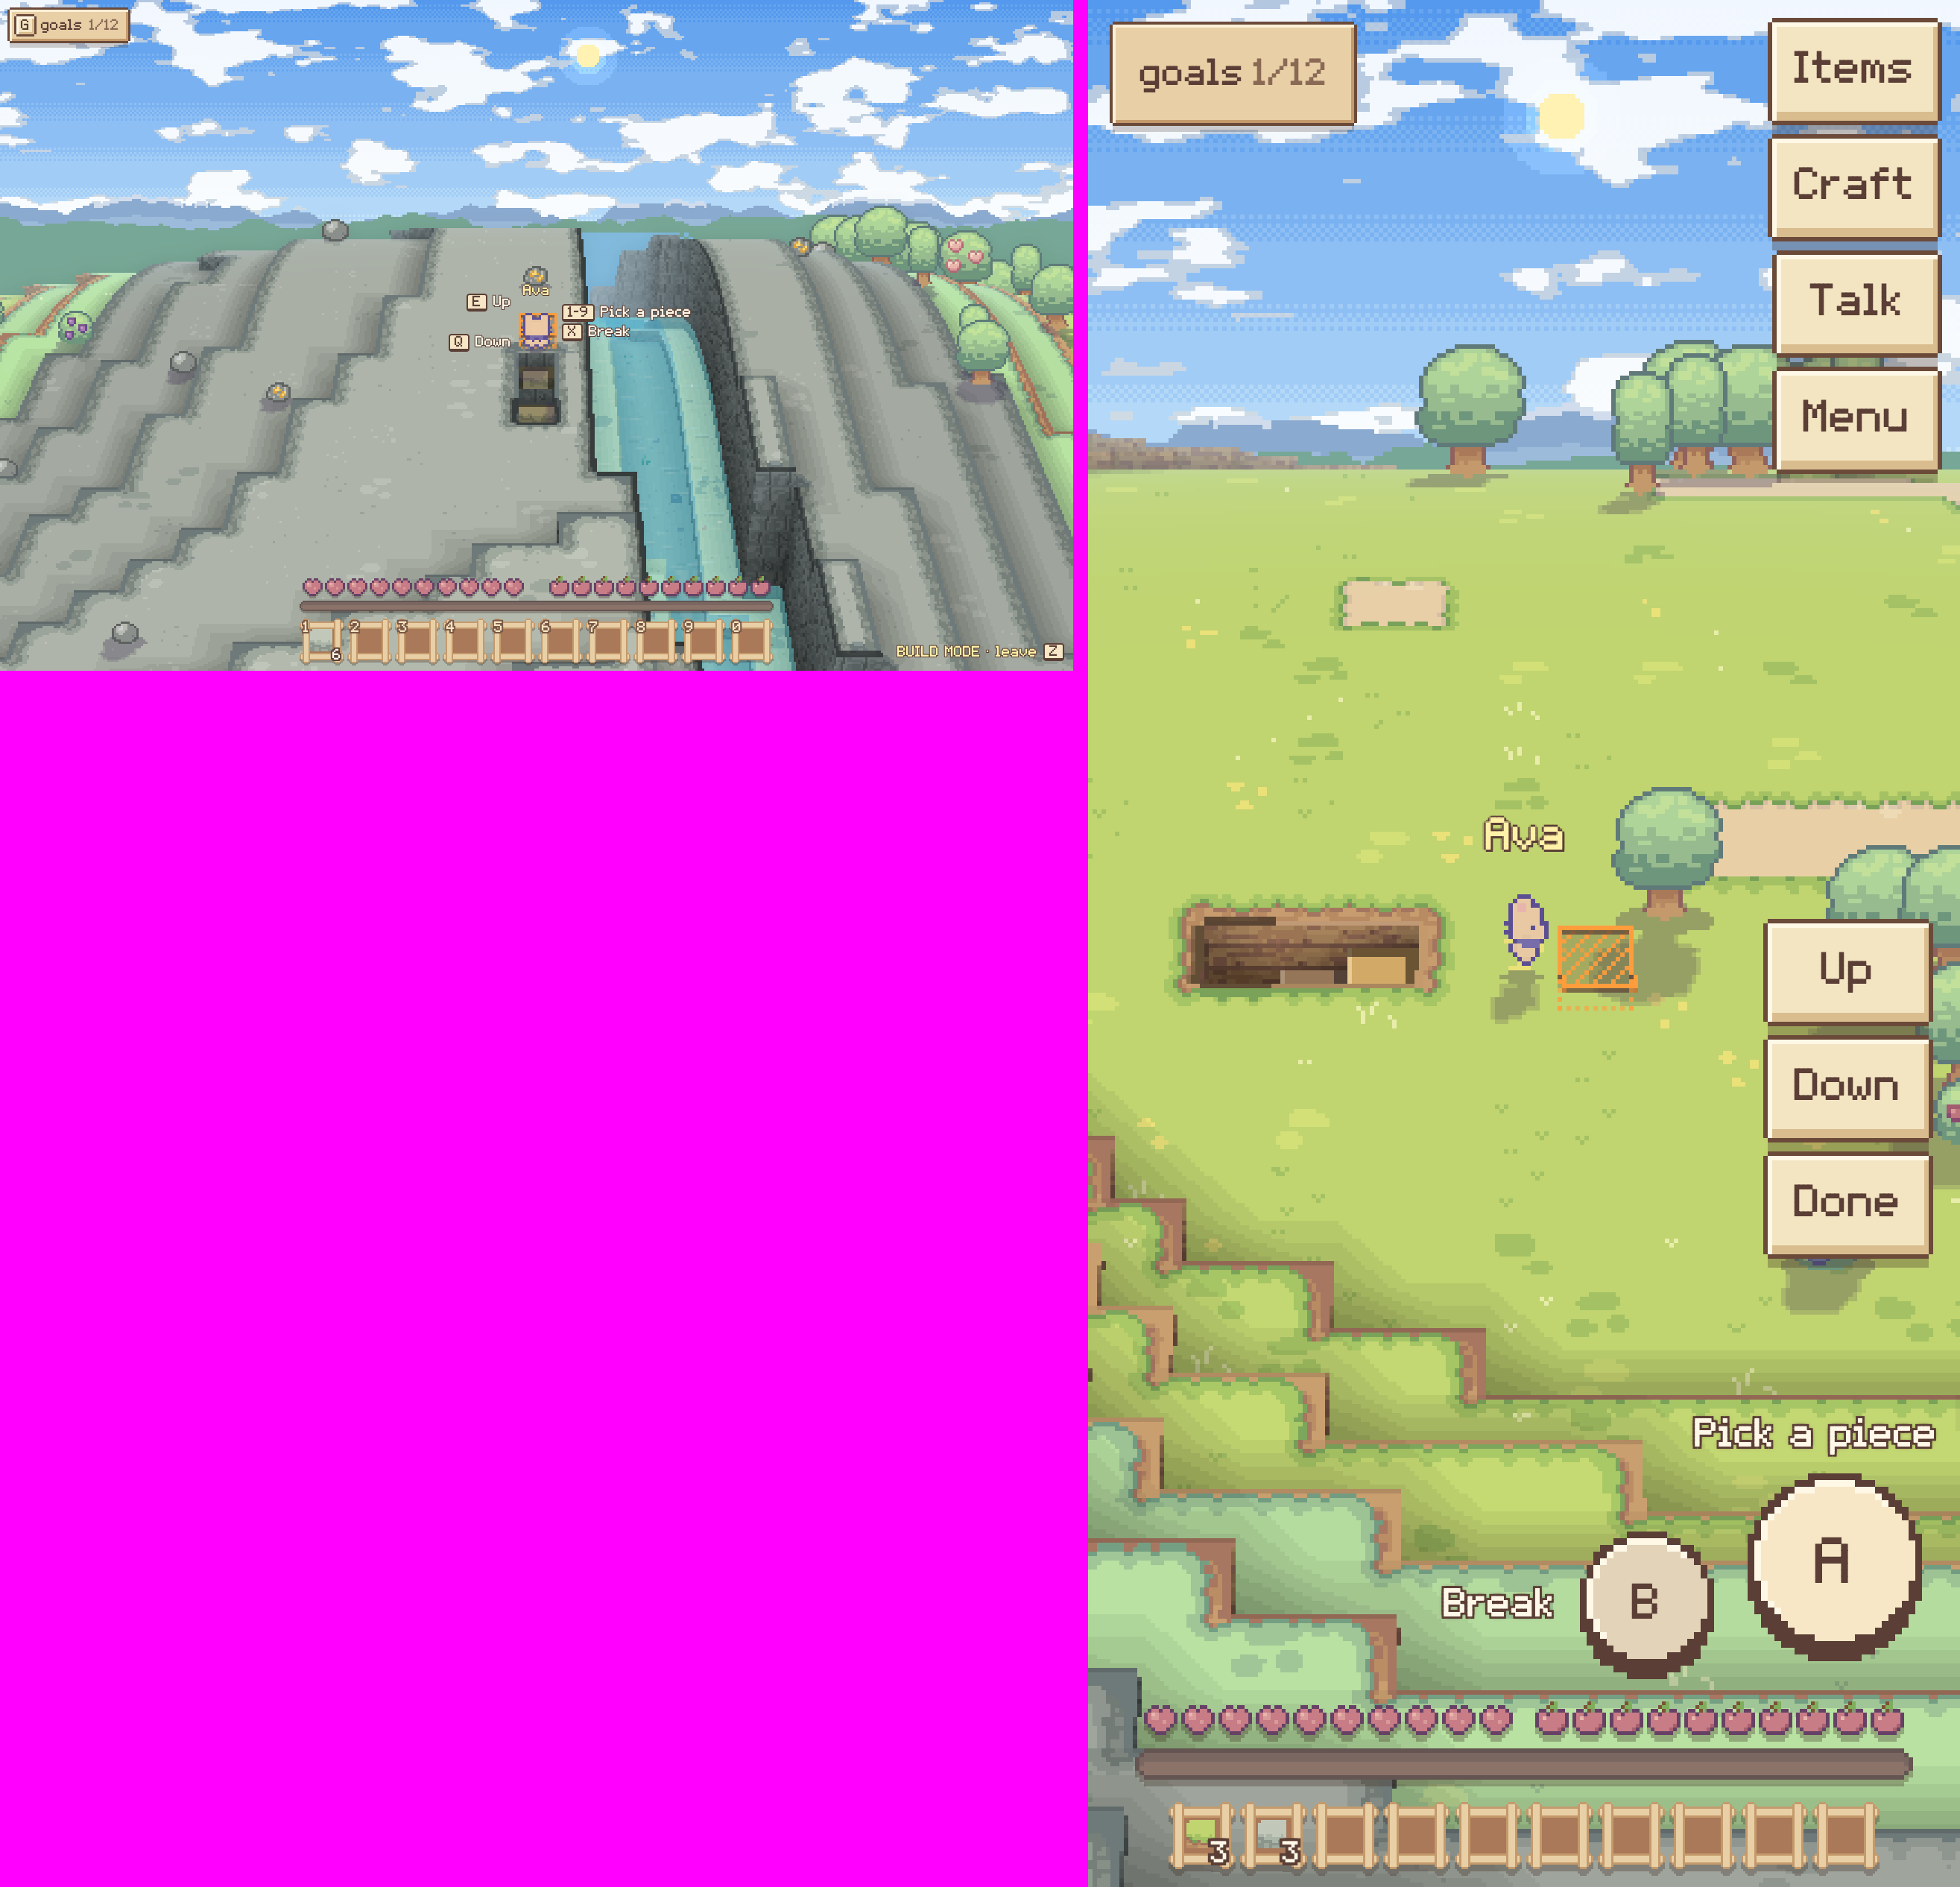 G goals 1/12
Ava
E Up
1-9 Pick a piece
X Break
Q Down
1 2 3 4 5 6 7 8 9 0
6
BUILD MODE · leave Z
goals 1/12
Items
Craft
Talk
Menu
Ava
Up
Down
Done
Pick a piece
A
Break B
3 3